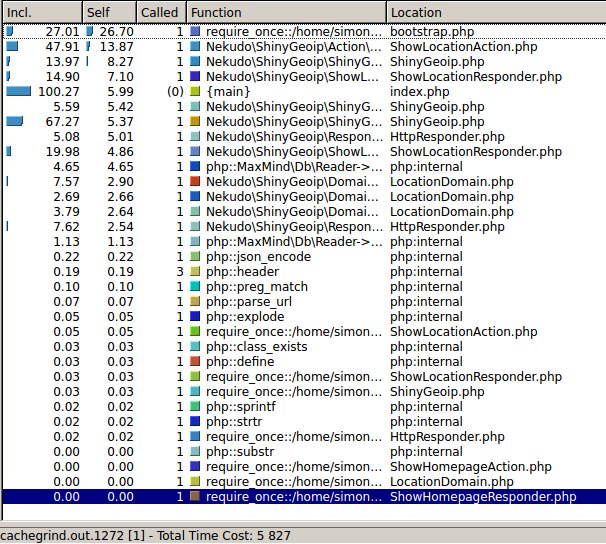 Incl. Self Called Function Location
27.01 26.70 1 require_once::/home/simon... bootstrap.php
47.91 13.87 1 Nekudo\ShinyGeoip\Action\... ShowLocationAction.php
13.97 8.27 1 Nekudo\ShinyGeoip\ShinyG... ShinyGeoip.php
14.90 7.10 1 Nekudo\ShinyGeoip\ShowL... ShowLocationResponder.php
100.27 5.99 (0) {main} index.php
5.59 5.42 1 Nekudo\ShinyGeoip\ShinyG... ShinyGeoip.php
67.27 5.37 1 Nekudo\ShinyGeoip\ShinyG... ShinyGeoip.php
5.08 5.01 1 Nekudo\ShinyGeoip\Respon... HttpResponder.php
19.98 4.86 1 Nekudo\ShinyGeoip\ShowL... ShowLocationResponder.php
4.65 4.65 1 php::MaxMind\Db\Reader->... php:internal
7.57 2.90 1 Nekudo\ShinyGeoip\Domai... LocationDomain.php
2.69 2.66 1 Nekudo\ShinyGeoip\Domai... LocationDomain.php
3.79 2.64 1 Nekudo\ShinyGeoip\Domai... LocationDomain.php
7.62 2.54 1 Nekudo\ShinyGeoip\Respon... HttpResponder.php
1.13 1.13 1 php::MaxMind\Db\Reader->... php:internal
0.22 0.22 1 php::json_encode php:internal
0.19 0.19 3 php::header php:internal
0.10 0.10 1 php::preg_match php:internal
0.07 0.07 1 php::parse_url php:internal
0.05 0.05 1 php::explode php:internal
0.05 0.05 1 require_once::/home/simon... ShowLocationAction.php
0.03 0.03 1 php::class_exists php:internal
0.03 0.03 1 php::define php:internal
0.03 0.03 1 require_once::/home/simon... ShowLocationResponder.php
0.03 0.03 1 require_once::/home/simon... ShinyGeoip.php
0.02 0.02 1 php::sprintf php:internal
0.02 0.02 1 php::strtr php:internal
0.02 0.02 1 require_once::/home/simon... HttpResponder.php
0.00 0.00 1 php::substr php:internal
0.00 0.00 1 require_once::/home/simon... ShowHomepageAction.php
0.00 0.00 1 require_once::/home/simon... LocationDomain.php
0.00 0.00 1 require_once::/home/simon... ShowHomepageResponder.php
cachegrind.out.1272 [1] - Total Time Cost: 5 827